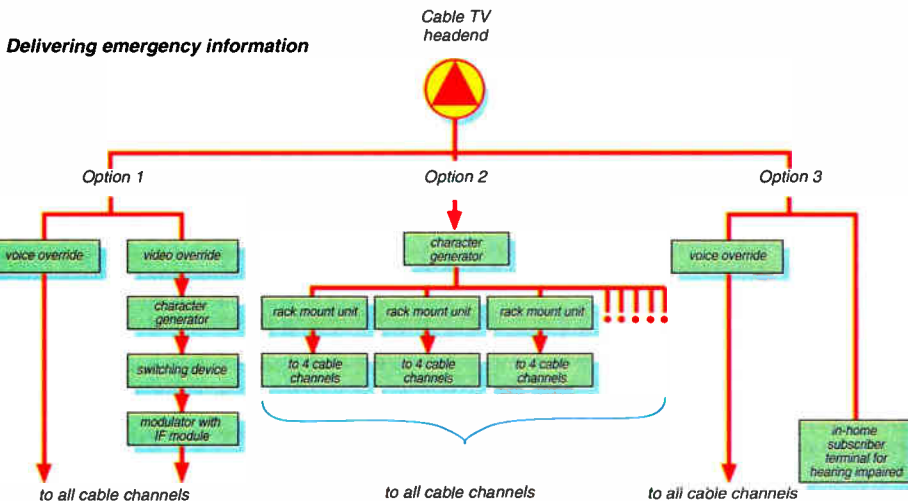 Cable TV
headend
Delivering emergency information
Option 1
Option 2
Option 3
voice override
video override
character
generator
switching device
modulator with
IF module
to all cable channels
character
generator
rack mount unit
rack mount unit
rack mount unit
to 4 cable
channels
to 4 cable
channels
to 4 cable
channels
to all cable channels
voice override
to all cable channels
in-home
subscriber
terminal for
hearing impaired